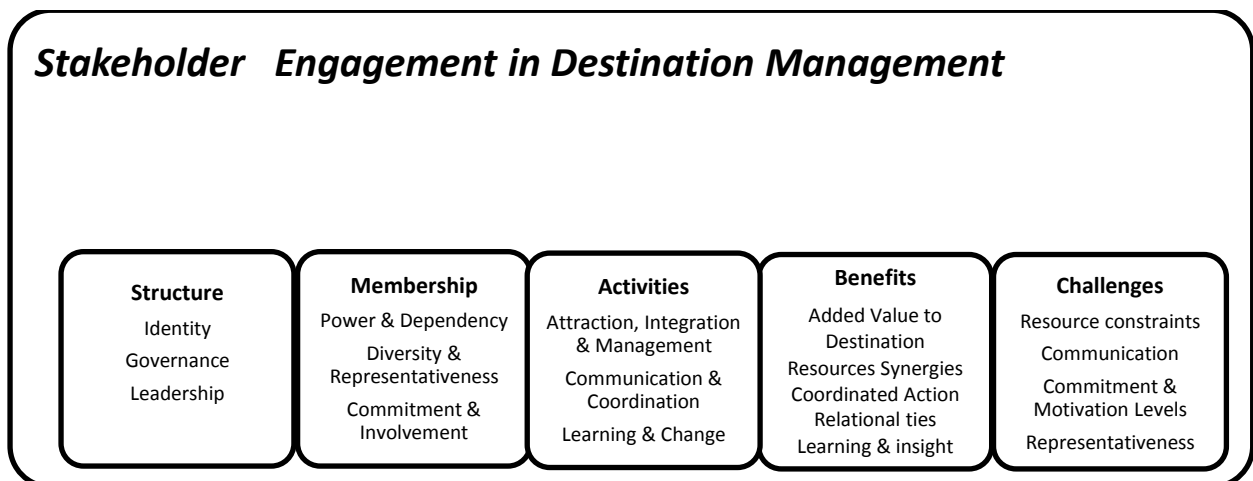 Stakeholder Engagement in Destination Management
Structure
Identity
Governance
Leadership
Membership
Power & Dependency
Diversity &
Representativeness
Commitment &
Involvement
Activities
Attraction, Integration
& Management
Communication &
Coordination
Learning & Change
Benefits
Added Value to
Destination
Resources Synergies
Coordinated Action
Relational ties
Learning & insight
Challenges
Resource constraints
Communication
Commitment &
Motivation Levels
Representativeness